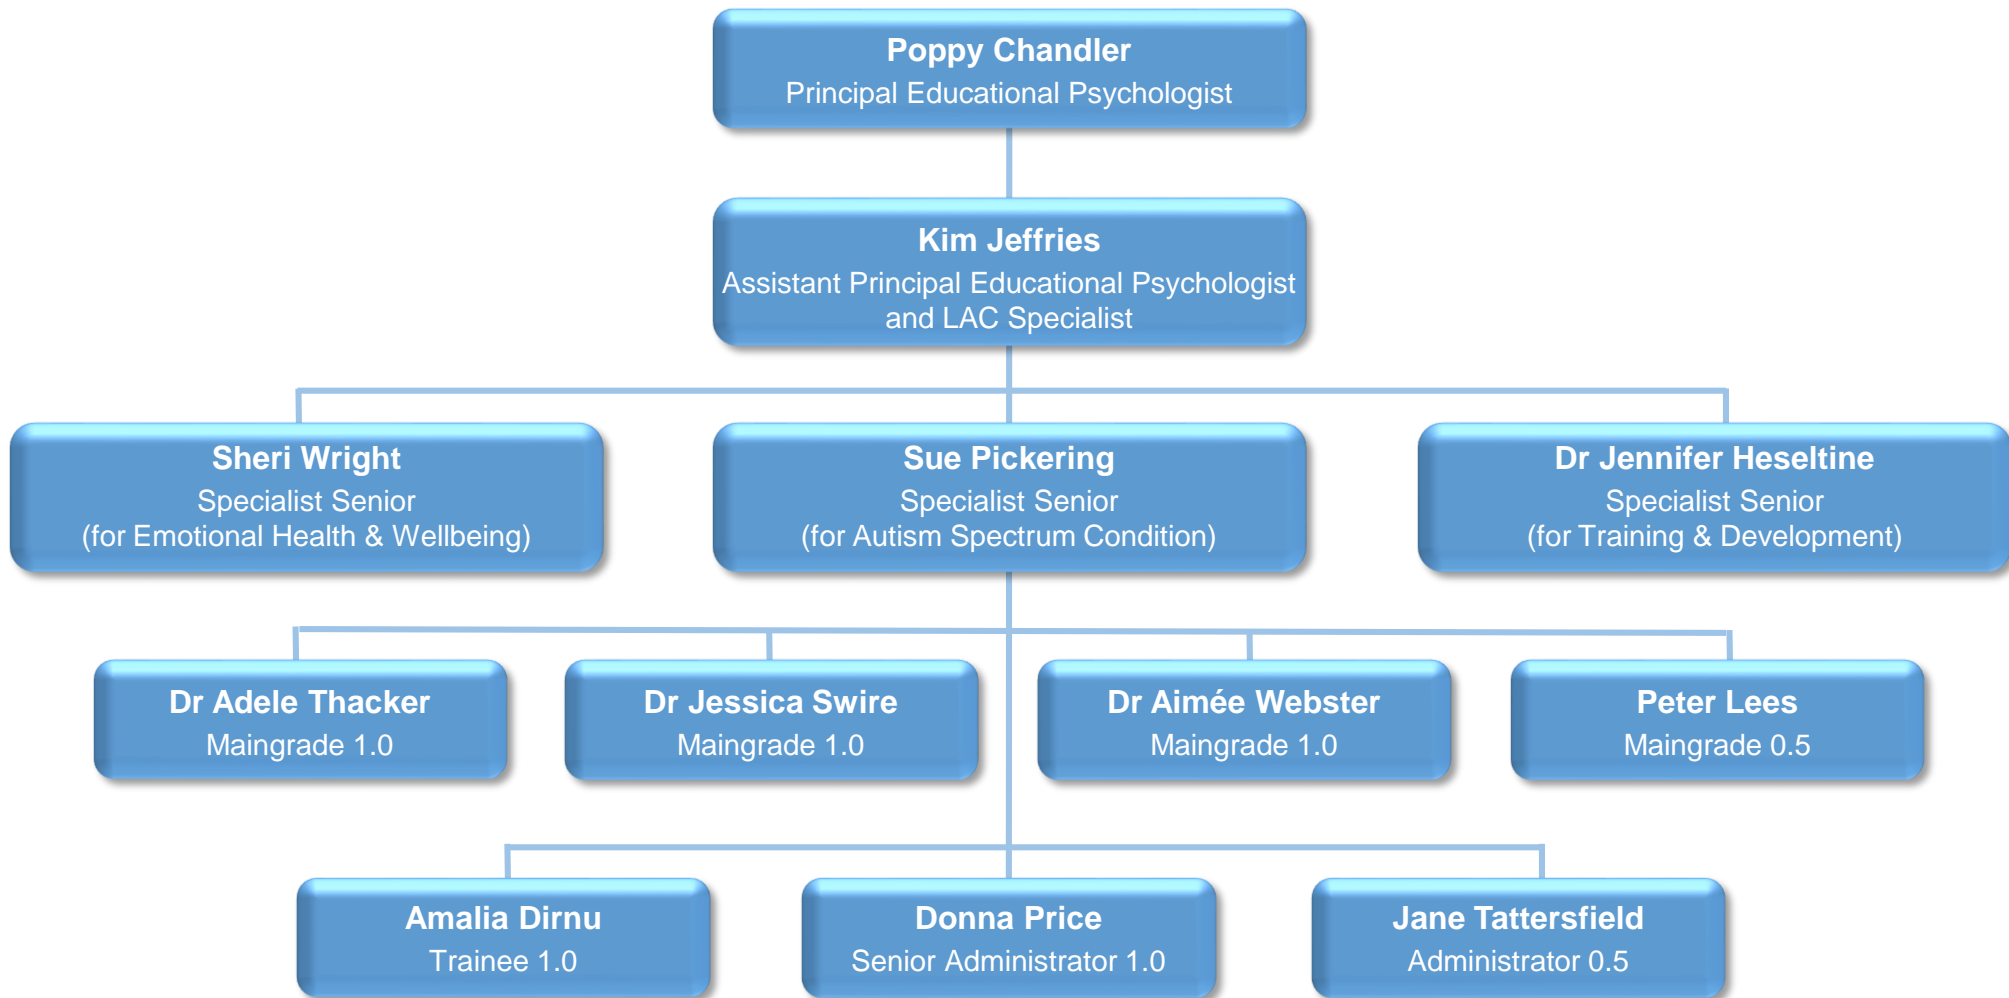 Poppy Chandler
Principal Educational Psychologist
Kim Jeffries
Assistant Principal Educational Psychologist
and LAC Specialist
Sheri Wright
Specialist Senior
(for Emotional Health & Wellbeing)
Sue Pickering
Specialist Senior
(for Autism Spectrum Condition)
Dr Jennifer Heseltine
Specialist Senior
(for Training & Development)
Dr Adele Thacker
Maingrade 1.0
Dr Jessica Swire
Maingrade 1.0
Dr Aimée Webster
Maingrade 1.0
Peter Lees
Maingrade 0.5
Amalia Dirnu
Trainee 1.0
Donna Price
Senior Administrator 1.0
Jane Tattersfield
Administrator 0.5